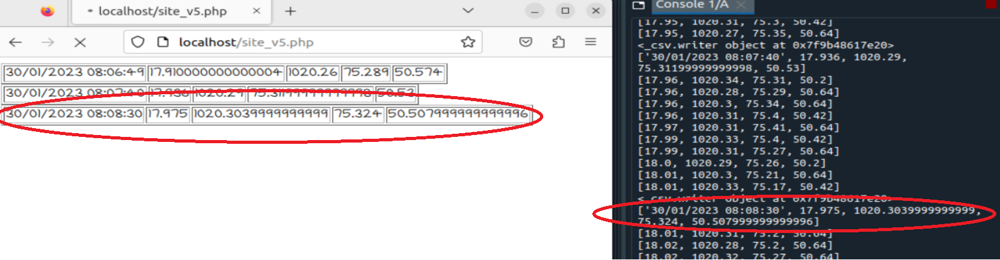 localhost/site_v5.php
localhost/site_v5.php
30/01/2023 08:06:49 17.910000000000004 1020.26 75.289 50.574
30/01/2023 08:07:40 17.936 1020.29 75.31199999999998 50.53
30/01/2023 08:08:30 17.975 1020.3039999999999 75.324 50.507999999999996
Console 1/A
[17.95, 1020.31, 75.3, 50.42]
[17.95, 1020.27, 75.35, 50.64]
<_csv.writer object at 0x7f9b48617e20>
['30/01/2023 08:07:40', 17.936, 1020.29,
75.31199999999998, 50.53]
[17.96, 1020.34, 75.31, 50.2]
[17.96, 1020.28, 75.29, 50.64]
[17.96, 1020.3, 75.34, 50.64]
[17.96, 1020.31, 75.4, 50.42]
[17.97, 1020.31, 75.41, 50.64]
[17.99, 1020.33, 75.4, 50.42]
[17.99, 1020.31, 75.27, 50.64]
[18.0, 1020.29, 75.26, 50.2]
[18.01, 1020.3, 75.21, 50.64]
[18.01, 1020.33, 75.17, 50.42]
<_csv.writer object at 0x7f9b48617e20>
['30/01/2023 08:08:30', 17.975, 1020.3039999999999,
75.324, 50.507999999999996]
[18.01, 1020.31, 75.2, 50.64]
[18.02, 1020.28, 75.2, 50.64]
[18.02, 1020.32, 75.27, 50.64]